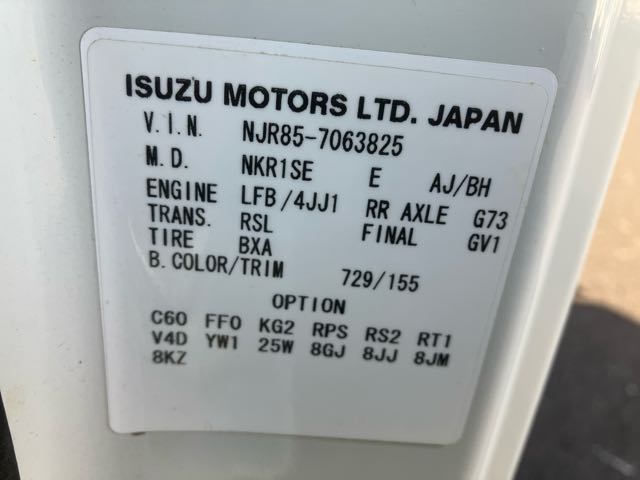 ISUZU MOTORS LTD. JAPAN
V.I.N. NJR85-7063825
M.D. NKR1SE E AJ/BH
ENGINE LFB/4JJ1 RR AXLE G73
TRANS. RSL FINAL GV1
TIRE BXA
B.COLOR/TRIM 729/155
OPTION
C60 FF0 KG2 RPS RS2 RT1
V4D YW1 25W 8GJ 8JJ 8JM
8KZ